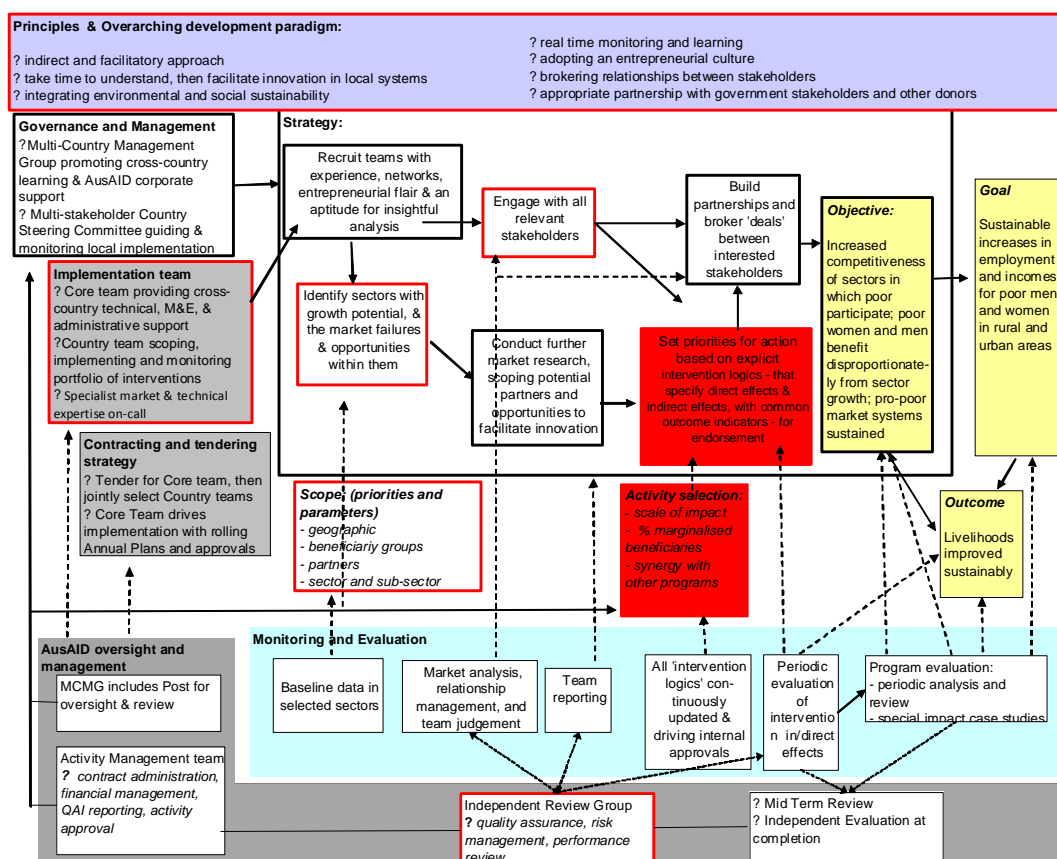 Principles & Overarching development paradigm:
? indirect and facilitatory approach
? take time to understand, then facilitate innovation in local systems
? integrating environmental and social sustainability
? real time monitoring and learning
? adopting an entrepreneurial culture
? brokering relationships between stakeholders
? appropriate partnership with government stakeholders and other donors
Governance and Management
?Multi-Country Management
Group promoting cross-country
learning & AusAID corporate
support
? Multi-stakeholder Country
Steering Committee guiding &
monitoring local implementation
Implementation team
? Core team providing cross-
country technical, M&E, &
administrative support
?Country team scoping,
implementing and monitoring
portfolio of interventions
? Specialist market & technical
expertise on-call
Contracting and tendering
strategy
? Tender for Core team, then
jointly select Country teams
? Core Team drives
implementation with rolling
Annual Plans and approvals
Strategy:
Recruit teams with
experience, networks,
entrepreneurial flair & an
aptitude for insightful
analysis
Engage with all
relevant
stakeholders
Build
partnerships and
broker 'deals'
between
interested
stakeholders
Identify sectors with
growth potential, &
the market failures
& opportunities
within them
Conduct further
market research,
scoping potential
partners and
opportunities to
facilitate innovation
Set priorities for action
based on explicit
intervention logics - that
specify direct effects &
indirect effects, with common
outcome indicators - for
endorsement
Objective:
Increased
competitiveness
of sectors in
which poor
participate; poor
women and men
benefit
disproportionate-
ly from sector
growth; pro-poor
market systems
sustained
Goal
Sustainable
increases in
employment
and incomes
for poor men
and women
in rural and
urban areas
Outcome
Livelihoods
improved
sustainably
Scope: (priorities and
parameters)
- geographic
- beneficiariy groups
- partners
- sector and sub-sector
Activity selection:
- scale of impact
- % marginalised
beneficiaries
- synergy with
other programs
AusAID oversight and
management
MCMG includes Post for
oversight & review
Activity Management team
? contract administration,
financial management,
QAI reporting, activity
approval
Monitoring and Evaluation
Baseline data in
selected sectors
Market analysis,
relationship
management, and
team judgement
Team
reporting
All 'intervention
logics' con-
tinuously
updated &
driving internal
approvals
Periodic
evaluation
of
interventio
n in/direct
effects
Program evaluation:
- periodic analysis and
review
- special impact case studies
Independent Review Group
? quality assurance, risk
management, performance
review
? Mid Term Review
? Independent Evaluation at
completion